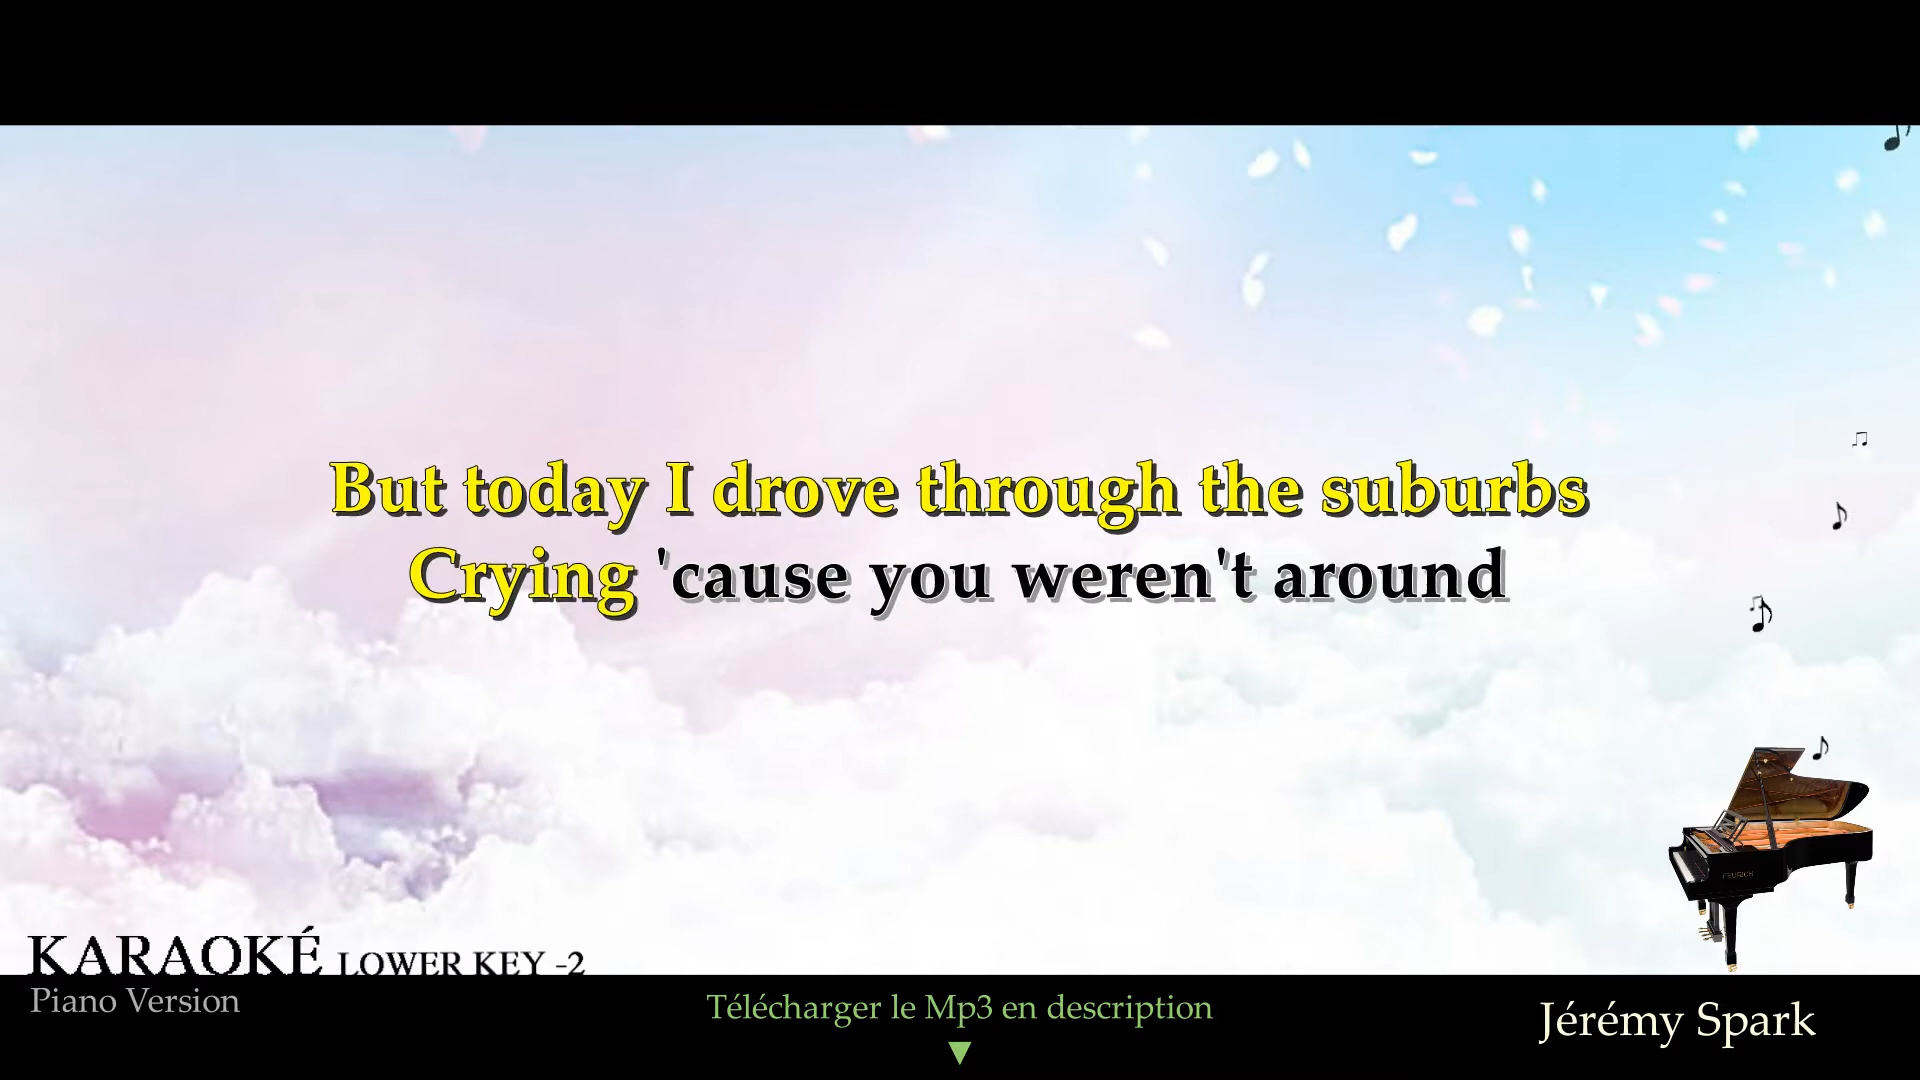 But today I drove through the suburbs
Crying 'cause you weren't around
FEURICH
KARAOKÉ LOWER KEY -2
Piano Version
Télécharger le Mp3 en description
Jérémy Spark